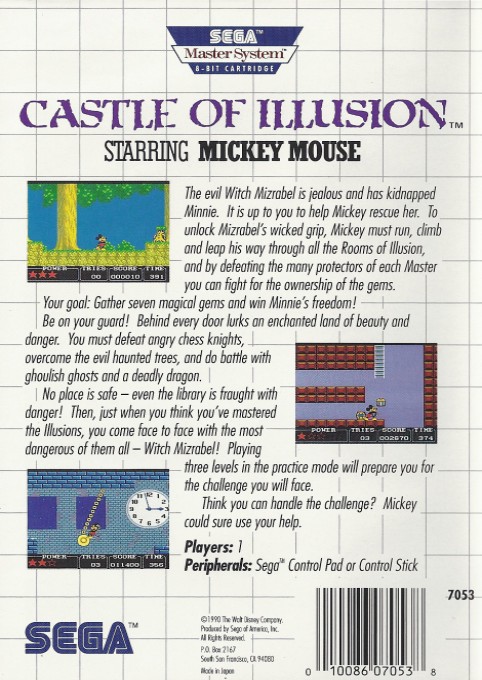 SEGA™
Master System™
8-BIT CARTRIDGE
CASTLE OF ILLUSION™
STARRING MICKEY MOUSE
The evil Witch Mizrabel is jealous and has kidnapped
Minnie. It is up to you to help Mickey rescue her. To
unlock Mizrabel's wicked grip, Mickey must run, climb
and leap his way through all the Rooms of Illusion,
and by defeating the many protectors of each Master
you can fight for the ownership of the gems.
POWER TRIES SCORE TIME
00 000010 391
Your goal: Gather seven magical gems and win Minnie's freedom!
Be on your guard! Behind every door lurks an enchanted land of beauty and
danger. You must defeat angry chess knights,
overcome the evil haunted trees, and do battle with
ghoulish ghosts and a deadly dragon.
No place is safe – even the library is fraught with
danger! Then, just when you think you've mastered
the Illusions, you come face to face with the most
dangerous of them all – Witch Mizrabel! Playing
POWER TRIES SCORE TIME
03 002670 374
three levels in the practice mode will prepare you for
the challenge you will face.
Think you can handle the challenge? Mickey
could sure use your help.
POWER TRIES SCORE TIME
03 011400 356
Players: 1
Peripherals: Sega™ Control Pad or Control Stick
7053
SEGA™
©1990 The Walt Disney Company.
Produced by Sega of America, Inc.
All Rights Reserved.
P.O. Box 2167
South San Francisco, CA 94080
Made in Japan
0 10086 07053 8